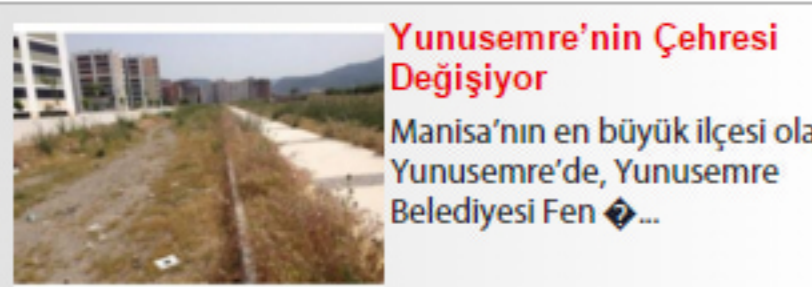 Yunusemre’nin Çehresi
Değişiyor
Manisa’nın en büyük ilçesi ola
Yunusemre’de, Yunusemre
Belediyesi Fen �...